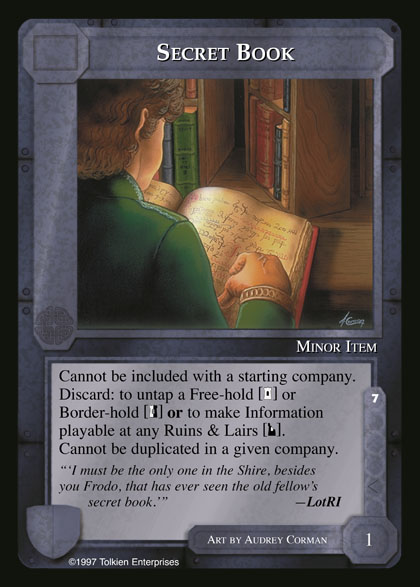 SECRET BOOK
MINOR ITEM
Cannot be included with a starting company.
Discard: to untap a Free-hold [ ] or
Border-hold [ ] or to make Information
playable at any Ruins & Lairs [ ].
Cannot be duplicated in a given company.
7
“‘I must be the only one in the Shire, besides
you Frodo, that has ever seen the old fellow’s
secret book.’” —LotRI
ART BY AUDREY CORMAN
1
©1997 Tolkien Enterprises